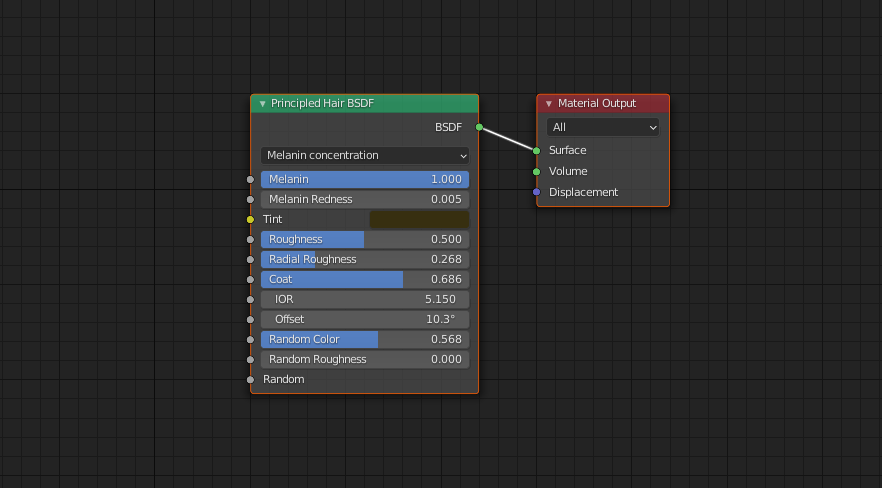 Principled Hair BSDF
BSDF
Melanin concentration
Melanin 1.000
Melanin Redness 0.005
Tint
Roughness 0.500
Radial Roughness 0.268
Coat 0.686
IOR 5.150
Offset 10.3°
Random Color 0.568
Random Roughness 0.000
Random
Material Output
All
Surface
Volume
Displacement